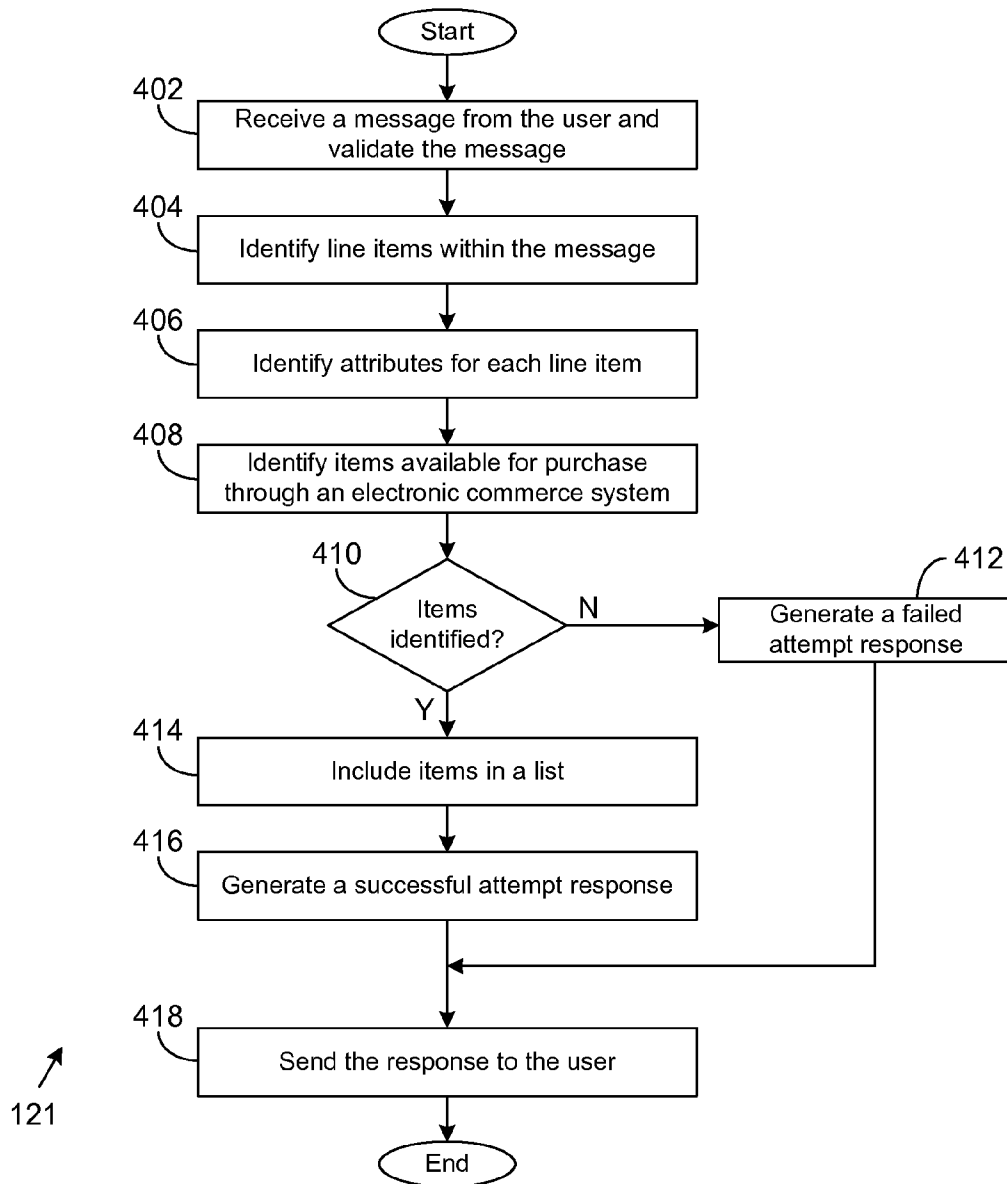 Start
402
Receive a message from the user and
validate the message
404
Identify line items within the message
406
Identify attributes for each line item
408
Identify items available for purchase
through an electronic commerce system
410
Items
identified?
N
412
Generate a failed
attempt response
Y
414
Include items in a list
416
Generate a successful attempt response
418
Send the response to the user
121
End